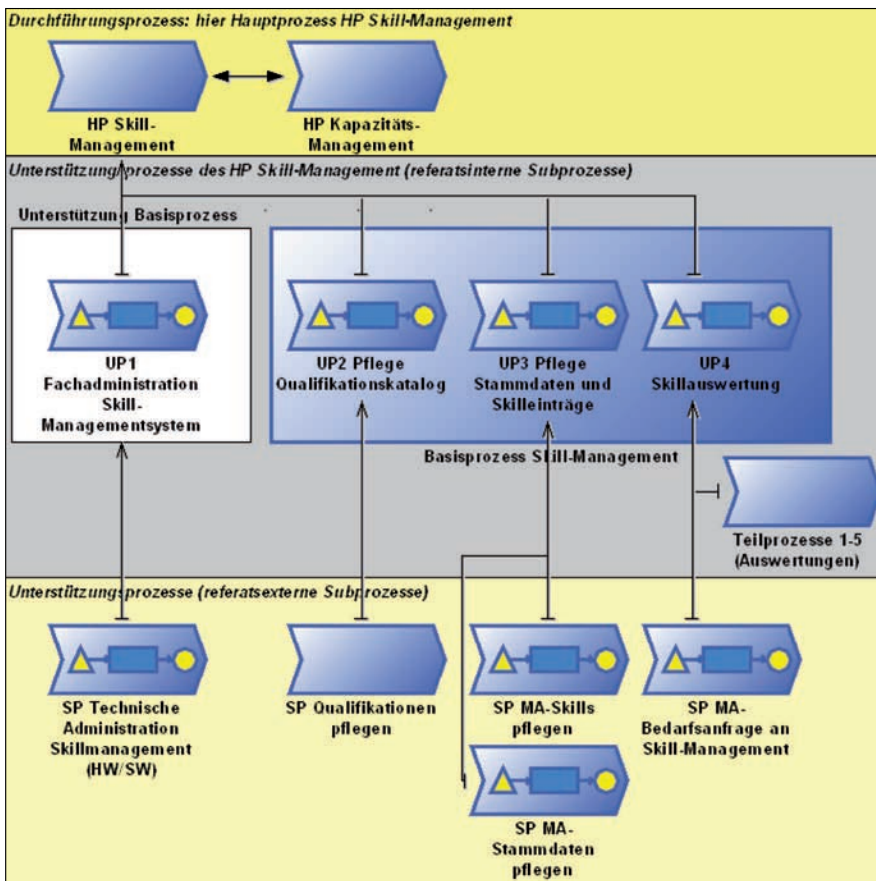 Durchführungsprozess: hier Hauptprozess HP Skill-Management
HP Skill-
Management
HP Kapazitäts-
Management
Unterstützungsprozesse des HP Skill-Management (referatsinterne Subprozesse)
Unterstützung Basisprozess
UP1
Fachadministration
Skill-
Managementsystem
UP2 Pflege
Qualifikationskatalog
UP3 Pflege
Stammdaten und
Skilleinträge
UP4
Skillauswertung
Basisprozess Skill-Management
Teilprozesse 1-5
(Auswertungen)
Unterstützungsprozesse (referatsexterne Subprozesse)
SP Technische
Administration
Skillmanagement
(HW/SW)
SP Qualifikationen
pflegen
SP MA-Skills
pflegen
SP MA-
Bedarfsanfrage an
Skill-Management
SP MA-
Stammdaten
pflegen